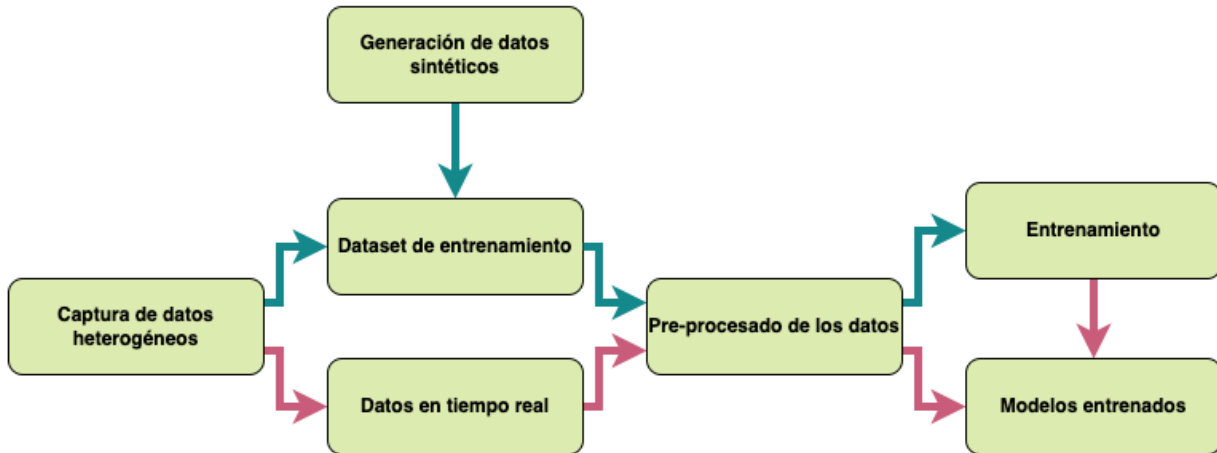 Generación de datos
sintéticos
Dataset de entrenamiento
Entrenamiento
Captura de datos
heterogéneos
Pre-procesado de los datos
Datos en tiempo real
Modelos entrenados